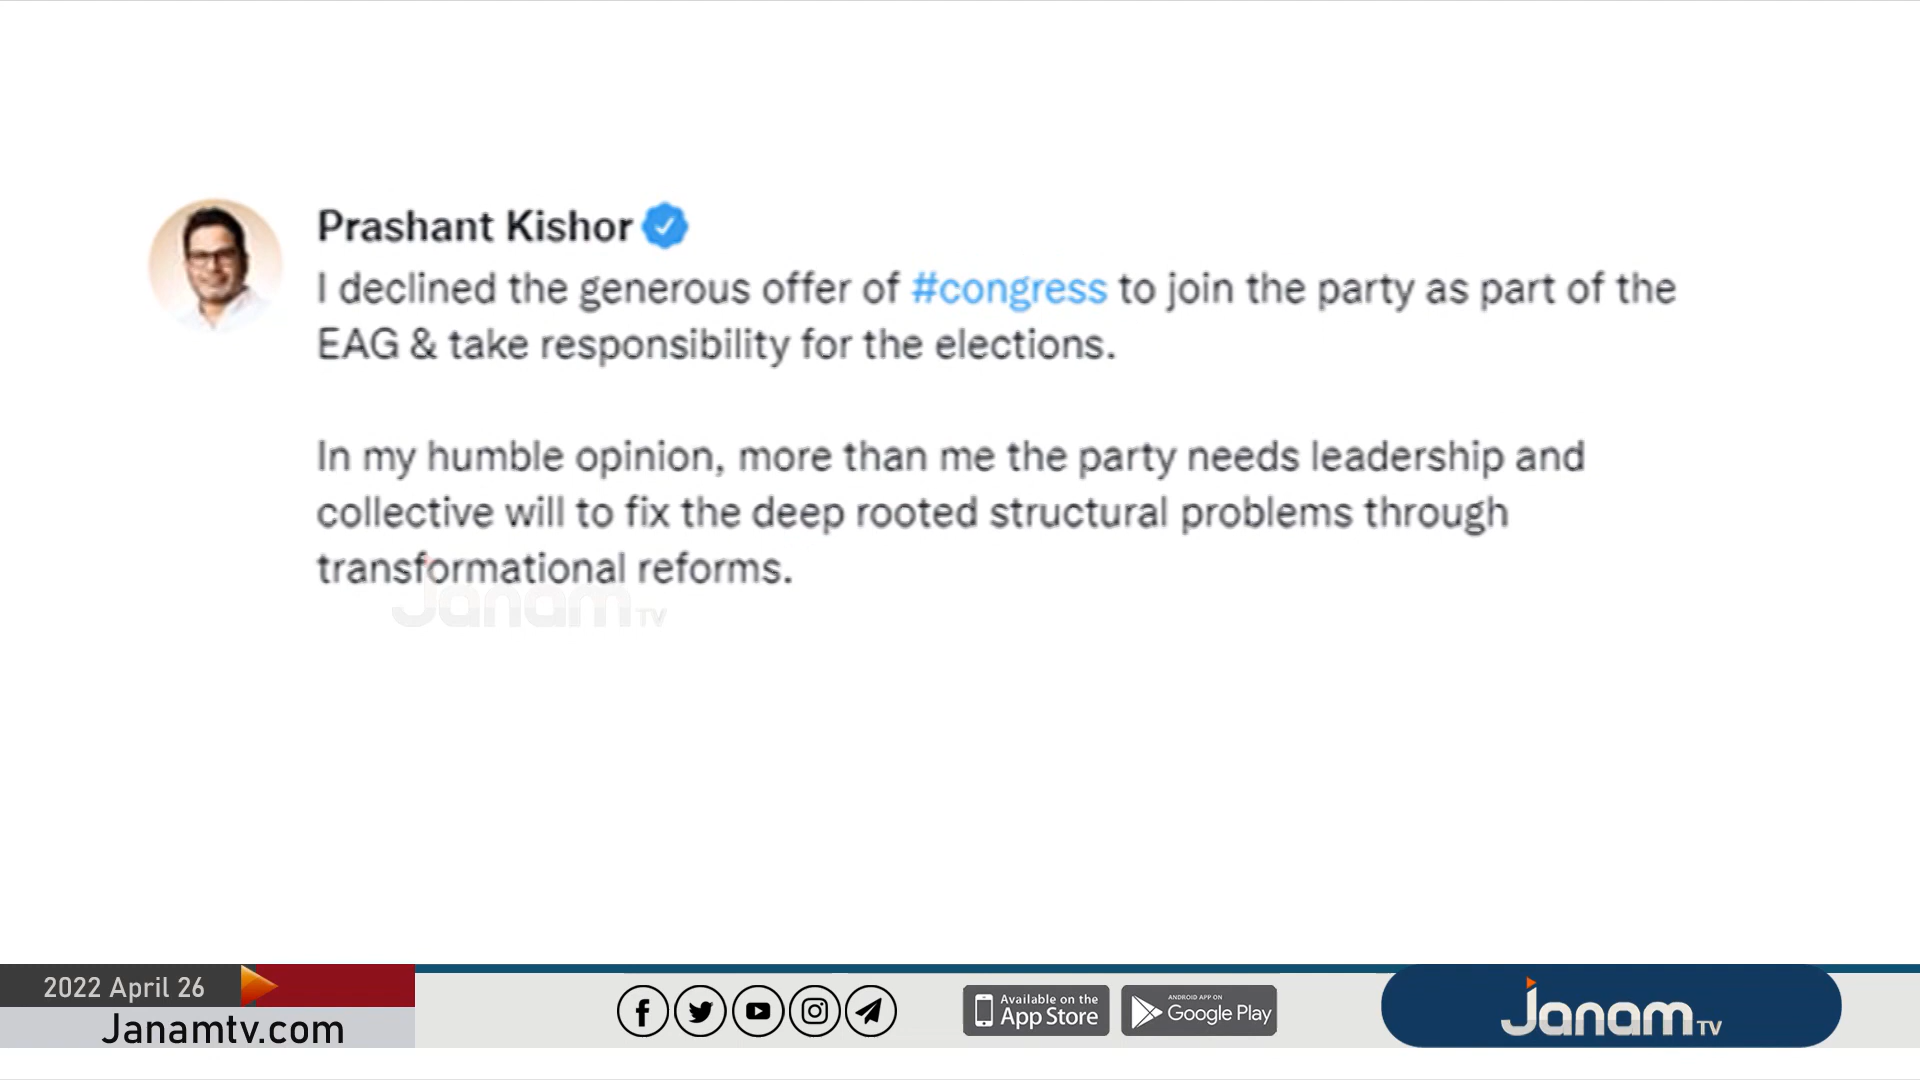 Prashant Kishor
I declined the generous offer of #congress to join the party as part of the
EAG & take responsibility for the elections.
In my humble opinion, more than me the party needs leadership and
collective will to fix the deep rooted structural problems through
transformational reforms.
Janam TV
2022 April 26
Janamtv.com
Available on the
App Store
ANDROID APP ON
Google Play
Janam TV